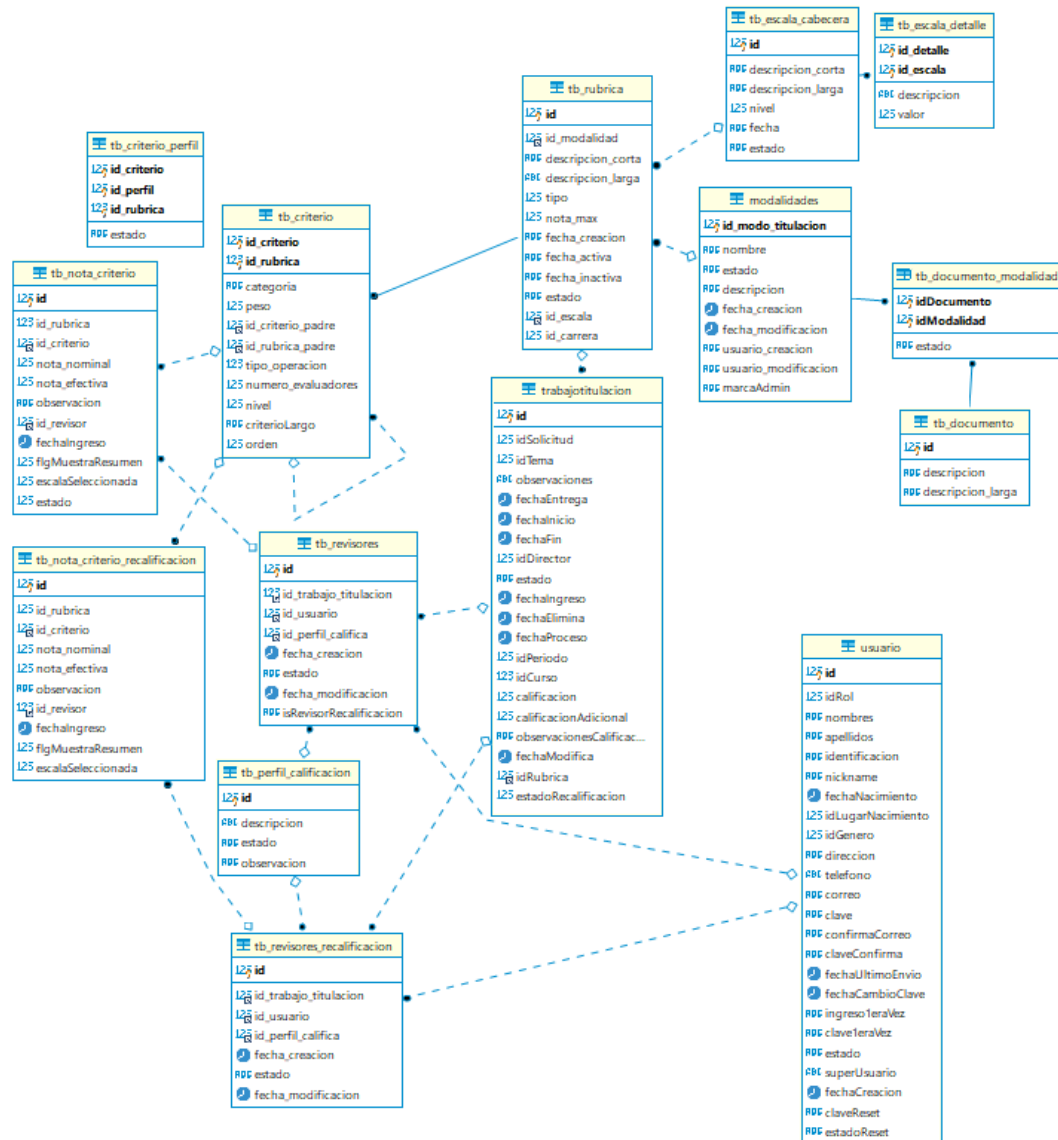 tb_escala_cabecera
id
descripcion_corta
descripcion_larga
nivel
fecha
estado
tb_escala_detalle
id_detalle
id_escala
descripcion
valor
tb_rubrica
id
id_modalidad
descripcion_corta
descripcion_larga
tipo
nota_max
fecha_creacion
fecha_activa
fecha_inactiva
estado
id_escala
id_carrera
tb_criterio_perfil
id_criterio
id_perfil
id_rubrica
estado
tb_criterio
id_criterio
id_rubrica
categoria
peso
id_criterio_padre
id_rubrica_padre
tipo_operacion
numero_evaluadores
nivel
criterioLargo
orden
modalidades
id_modo_titulacion
nombre
estado
descripcion
fecha_creacion
fecha_modificacion
usuario_creacion
usuario_modificacion
marcaAdmin
tb_documento_modalidad
idDocumento
idModalidad
estado
tb_documento
id
descripcion
descripcion_larga
tb_nota_criterio
id
id_rubrica
id_criterio
nota_nominal
nota_efectiva
observacion
id_revisor
fechaIngreso
flgMuestraResumen
escalaSeleccionada
estado
trabajotitulacion
id
idSolicitud
idTema
observaciones
fechaEntrega
fechaInicio
fechaFin
idDirector
estado
fechaIngreso
fechaElimina
fechaProceso
idPeriodo
idCurso
calificacion
calificacionAdicional
observacionesCalificac...
fechaModifica
idRubrica
estadoRecalificacion
tb_nota_criterio_recalificacion
id
id_rubrica
id_criterio
nota_nominal
nota_efectiva
observacion
id_revisor
fechaIngreso
flgMuestraResumen
escalaSeleccionada
tb_revisores
id
id_trabajo_titulacion
id_usuario
id_perfil_califica
fecha_creacion
estado
fecha_modificacion
isRevisorRecalificacion
tb_perfil_calificacion
id
descripcion
estado
observacion
tb_revisores_recalificacion
id
id_trabajo_titulacion
id_usuario
id_perfil_califica
fecha_creacion
estado
fecha_modificacion
usuario
id
idRol
nombres
apellidos
identificacion
nickname
fechaNacimiento
idLugarNacimiento
idGenero
direccion
telefono
correo
clave
confirmaCorreo
claveConfirma
fechaUltimoEnvio
fechaCambioClave
ingreso1eraVez
clave1eraVez
estado
superUsuario
fechaCreacion
claveReset
estadoReset